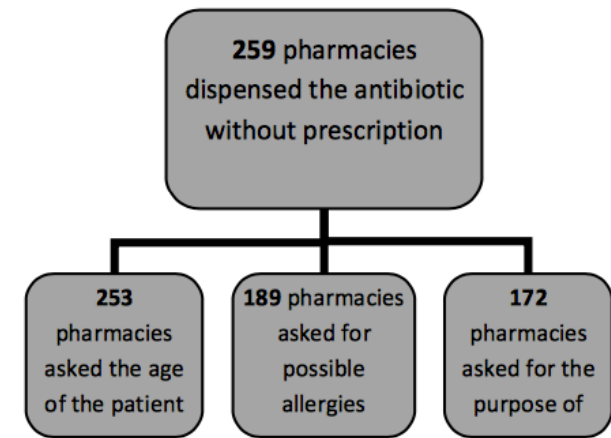 259 pharmacies
dispensed the antibiotic
without prescription
253
pharmacies
asked the age
of the patient
189 pharmacies
asked for
possible
allergies
172
pharmacies
asked for the
purpose of